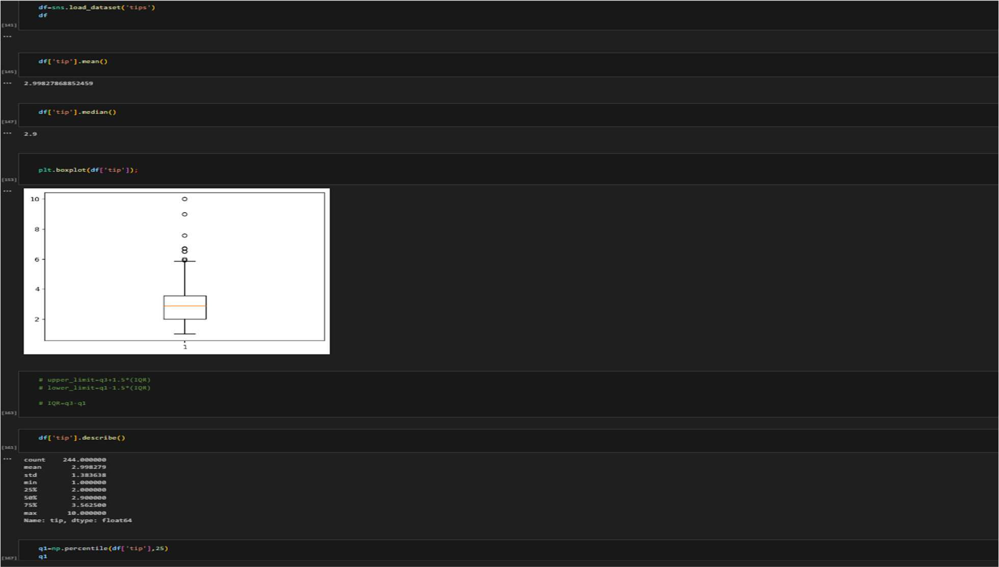 df=sns.load_dataset('tips')
df
[141]
...
df['tip'].mean()
[145]
... 2.99827868852459
df['tip'].median()
[147]
... 2.9
plt.boxplot(df['tip']);
[153]
...
10
8
6
4
2
1
# upper_limit=q3+1.5*(IQR)
# lower_limit=q1-1.5*(IQR)
# IQR=q3-q1
[163]
df['tip'].describe()
[161]
... count 244.000000
mean 2.998279
std 1.383638
min 1.000000
25% 2.000000
50% 2.900000
75% 3.562500
max 10.000000
Name: tip, dtype: float64
q1=np.percentile(df['tip'],25)
q1
[167]